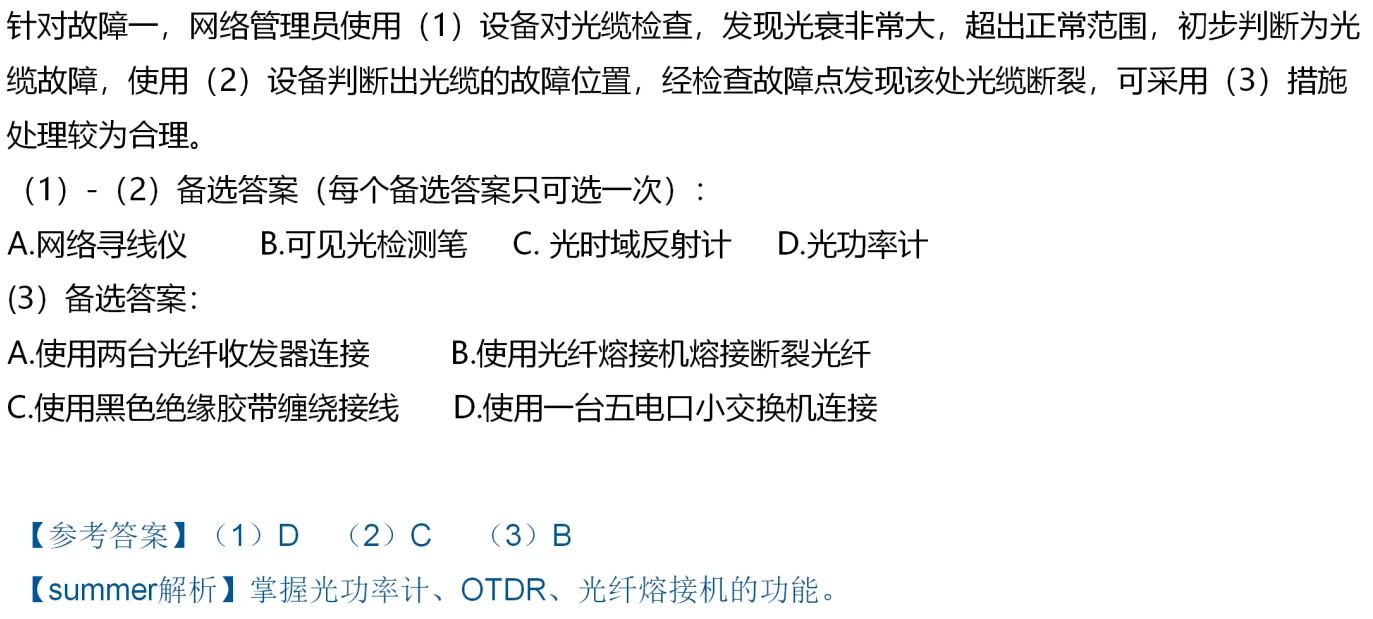 针对故障一，网络管理员使用（1）设备对光缆检查，发现光衰非常大，超出正常范围，初步判断为光
缆故障，使用（2）设备判断出光缆的故障位置，经检查故障点发现该处光缆断裂，可采用（3）措施
处理较为合理。
（1）-（2）备选答案（每个备选答案只可选一次）：
A.网络寻线仪 B.可见光检测笔 C. 光时域反射计 D.光功率计
(3）备选答案：
A.使用两台光纤收发器连接 B.使用光纤熔接机熔接断裂光纤
C.使用黑色绝缘胶带缠绕接线 D.使用一台五电口小交换机连接
【参考答案】（1）D （2）C （3）B
【summer解析】掌握光功率计、OTDR、光纤熔接机的功能。